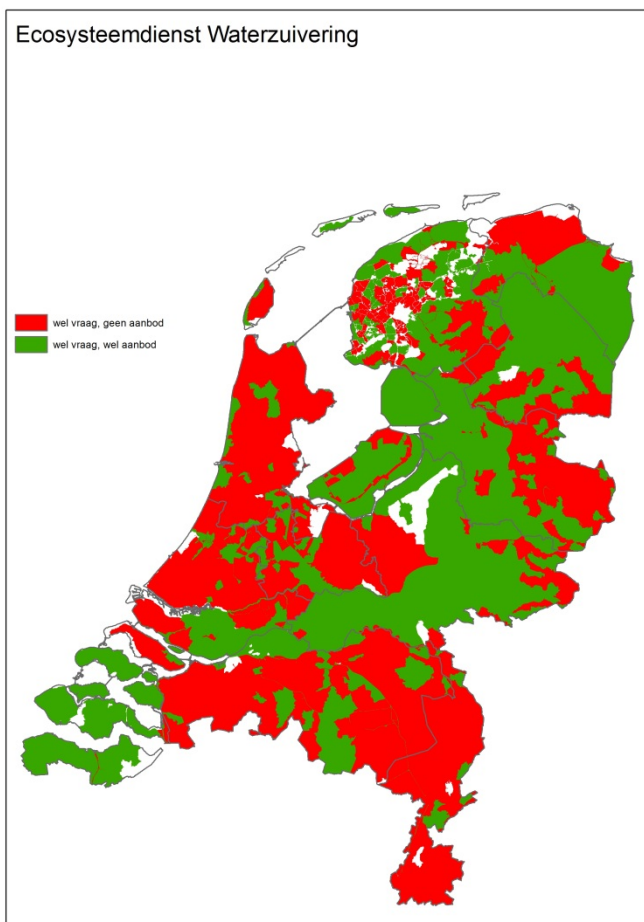 Ecosysteemdienst Waterzuivering
wel vraag, geen aanbod
wel vraag, wel aanbod